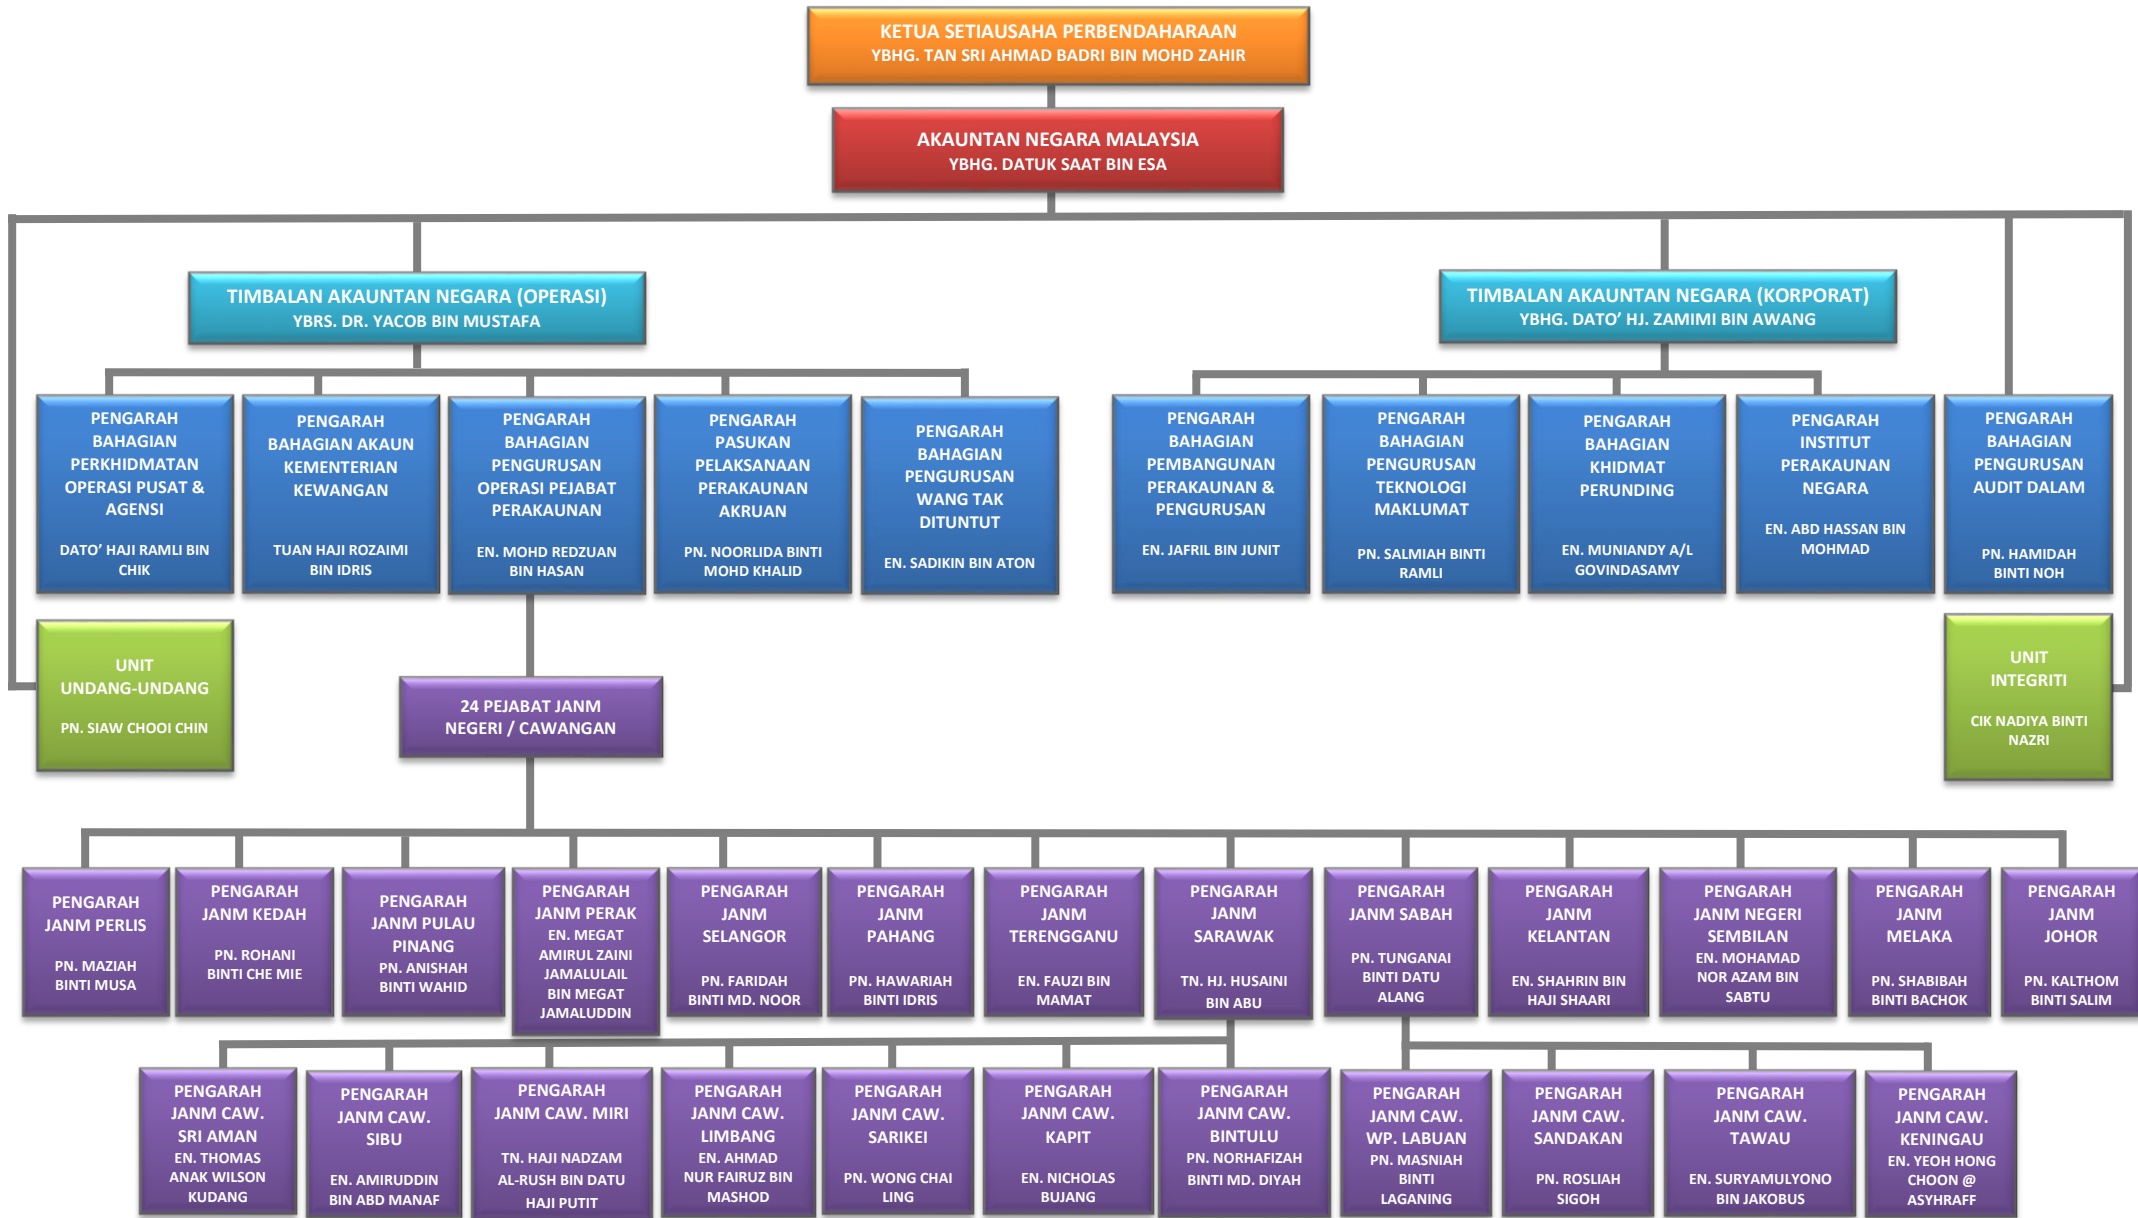 KETUA SETIAUSAHA PERBENDAHARAAN
YBHG. TAN SRI AHMAD BADRI BIN MOHD ZAHIR
AKAUNTAN NEGARA MALAYSIA
YBHG. DATUK SAAT BIN ESA
TIMBALAN AKAUNTAN NEGARA (OPERASI)
YBRS. DR. YACOB BIN MUSTAFA
TIMBALAN AKAUNTAN NEGARA (KORPORAT)
YBHG. DATO’ HJ. ZAMIMI BIN AWANG
PENGARAH
BAHAGIAN
PERKHIDMATAN
OPERASI PUSAT &
AGENSI
DATO’ HAJI RAMLI BIN
CHIK
PENGARAH
BAHAGIAN AKAUN
KEMENTERIAN
KEWANGAN
TUAN HAJI ROZAIMI
BIN IDRIS
PENGARAH
BAHAGIAN
PENGURUSAN
OPERASI PEJABAT
PERAKAUNAN
EN. MOHD REDZUAN
BIN HASAN
PENGARAH
PASUKAN
PELAKSANAAN
PERAKAUNAN
AKRUAN
PN. NOORLIDA BINTI
MOHD KHALID
PENGARAH
BAHAGIAN
PENGURUSAN
WANG TAK
DITUNTUT
EN. SADIKIN BIN ATON
PENGARAH
BAHAGIAN
PEMBANGUNAN
PERAKAUNAN &
PENGURUSAN
EN. JAFRIL BIN JUNIT
PENGARAH
BAHAGIAN
PENGURUSAN
TEKNOLOGI
MAKLUMAT
PN. SALMIAH BINTI
RAMLI
PENGARAH
BAHAGIAN
KHIDMAT
PERUNDING
EN. MUNIANDY A/L
GOVINDASAMY
PENGARAH
INSTITUT
PERAKAUNAN
NEGARA
EN. ABD HASSAN BIN
MOHMAD
PENGARAH
BAHAGIAN
PENGURUSAN
AUDIT DALAM
PN. HAMIDAH
BINTI NOH
UNIT
UNDANG-UNDANG
PN. SIAW CHOOI CHIN
24 PEJABAT JANM
NEGERI / CAWANGAN
UNIT
INTEGRITI
CIK NADIYA BINTI
NAZRI
PENGARAH
JANM PERLIS
PN. MAZIAH
BINTI MUSA
PENGARAH
JANM KEDAH
PN. ROHANI
BINTI CHE MIE
PENGARAH
JANM PULAU
PINANG
PN. ANISHAH
BINTI WAHID
PENGARAH
JANM PERAK
EN. MEGAT
AMIRUL ZAINI
JAMALULAIL
BIN MEGAT
JAMALUDDIN
PENGARAH
JANM
SELANGOR
PN. FARIDAH
BINTI MD. NOOR
PENGARAH
JANM
PAHANG
PN. HAWARIAH
BINTI IDRIS
PENGARAH
JANM
TERENGGANU
EN. FAUZI BIN
MAMAT
PENGARAH
JANM
SARAWAK
TN. HJ. HUSAINI
BIN ABU
PENGARAH
JANM SABAH
PN. TUNGANAI
BINTI DATU
ALANG
PENGARAH
JANM
KELANTAN
EN. SHAHRIN BIN
HAJI SHAARI
PENGARAH
JANM NEGERI
SEMBILAN
EN. MOHAMAD
NOR AZAM BIN
SABTU
PENGARAH
JANM
MELAKA
PN. SHABIBAH
BINTI BACHOK
PENGARAH
JANM
JOHOR
PN. KALTHOM
BINTI SALIM
PENGARAH
JANM CAW.
SRI AMAN
EN. THOMAS
ANAK WILSON
KUDANG
PENGARAH
JANM CAW.
SIBU
EN. AMIRUDDIN
BIN ABD MANAF
PENGARAH
JANM CAW. MIRI
TN. HAJI NADZAM
AL-RUSH BIN DATU
HAJI PUTIT
PENGARAH
JANM CAW.
LIMBANG
EN. AHMAD
NUR FAIRUZ BIN
MASHOD
PENGARAH
JANM CAW.
SARIKEI
PN. WONG CHAI
LING
PENGARAH
JANM CAW.
KAPIT
EN. NICHOLAS
BUJANG
PENGARAH
JANM CAW.
BINTULU
PN. NORHAFIZAH
BINTI MD. DIYAH
PENGARAH
JANM CAW.
WP. LABUAN
PN. MASNIAH
BINTI
LAGANING
PENGARAH
JANM CAW.
SANDAKAN
PN. ROSLIAH
SIGOH
PENGARAH
JANM CAW.
TAWAU
EN. SURYAMULYONO
BIN JAKOBUS
PENGARAH
JANM CAW.
KENINGAU
EN. YEOH HONG
CHOON @
ASYHRAFF